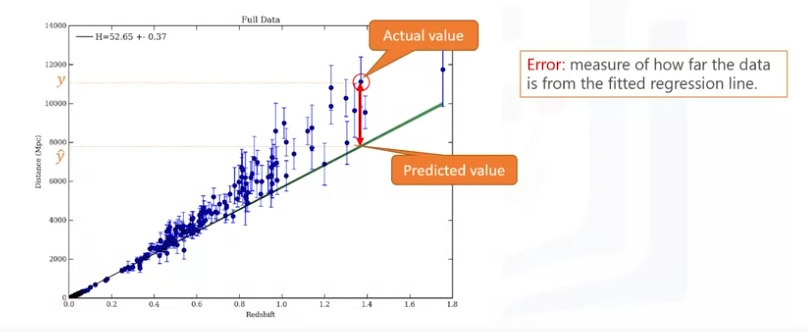 Full Data
H=52.65 +- 0.37
Actual value
Error: measure of how far the data
is from the fitted regression line.
Predicted value
y
ŷ
Distance (Mpc)
14000
12000
10000
8000
6000
4000
2000
0
0.0 0.2 0.4 0.6 0.8 1.0 1.2 1.4 1.6 1.8
Redshift